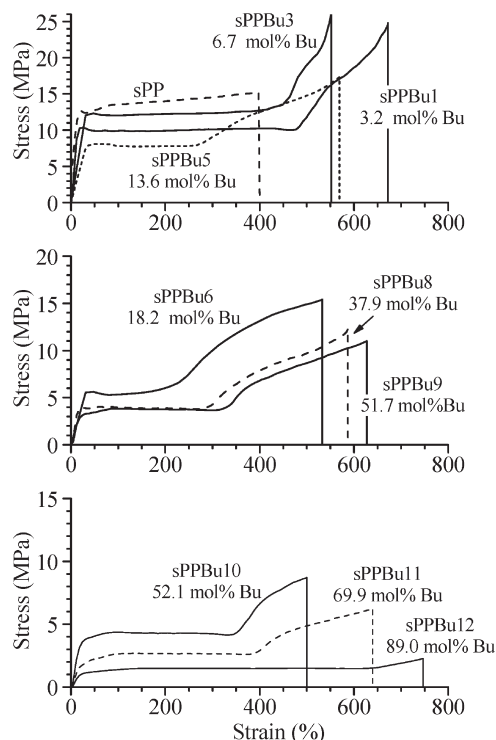 sPPBu3
6.7 mol% Bu
25
20
15
10
5
0
Stress (MPa)
sPP
sPPBu1
3.2 mol% Bu
sPPBu5
13.6 mol% Bu
0 200 400 600 800
20
15
10
5
0
Stress (MPa)
sPPBu6
18.2 mol% Bu
sPPBu8
37.9 mol% Bu
sPPBu9
51.7 mol%Bu
0 200 400 600 800
15
10
5
0
Stress (MPa)
sPPBu10
52.1 mol% Bu
sPPBu11
69.9 mol% Bu
sPPBu12
89.0 mol% Bu
0 200 400 600 800
Strain (%)